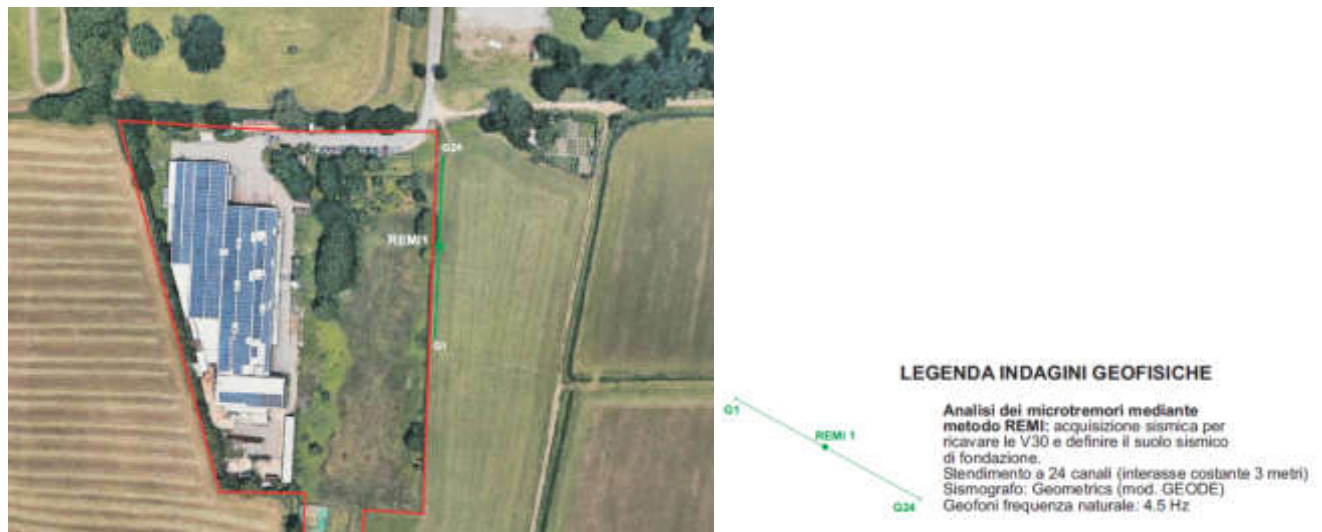 G24
REMI1
G1
LEGENDA INDAGINI GEOFISICHE
G1
REMI 1
G24
Analisi dei microtremori mediante
metodo REMI: acquisizione sismica per
ricavare le V30 e definire il suolo sismico
di fondazione.
Stendimento a 24 canali (interasse costante 3 metri)
Sismografo: Geometrics (mod. GEODE)
Geofoni frequenza naturale: 4.5 Hz